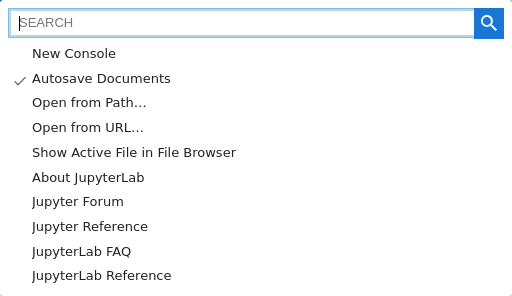 SEARCH
New Console
Autosave Documents
Open from Path…
Open from URL…
Show Active File in File Browser
About JupyterLab
Jupyter Forum
Jupyter Reference
JupyterLab FAQ
JupyterLab Reference